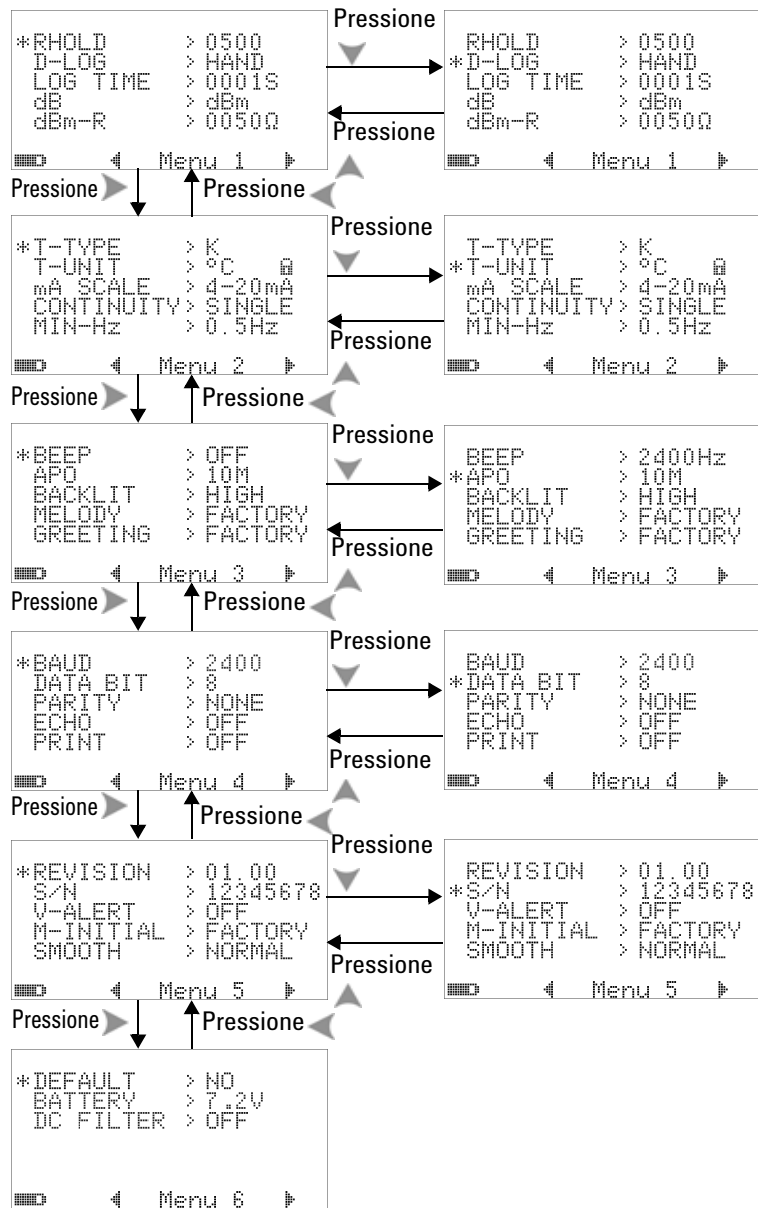 Pressione
*RHOLD > 0500
D-LOG > HAND
LOG TIME > 0001S
dB > dBm
dBm-R > 0050Ω
Menu 1
RHOLD > 0500
*D-LOG > HAND
LOG TIME > 0001S
dB > dBm
dBm-R > 0050Ω
Menu 1
Pressione
Pressione
Pressione
Pressione
*T-TYPE > K
T-UNIT > °C
mA SCALE > 4-20mA
CONTINUITY> SINGLE
MIN-Hz > 0.5Hz
Menu 2
T-TYPE > K
*T-UNIT > °C
mA SCALE > 4-20mA
CONTINUITY> SINGLE
MIN-Hz > 0.5Hz
Menu 2
Pressione
Pressione
Pressione
Pressione
*BEEP > OFF
APO > 10M
BACKLIT > HIGH
MELODY > FACTORY
GREETING > FACTORY
Menu 3
BEEP > 2400Hz
*APO > 10M
BACKLIT > HIGH
MELODY > FACTORY
GREETING > FACTORY
Menu 3
Pressione
Pressione
Pressione
Pressione
*BAUD > 2400
DATA BIT > 8
PARITY > NONE
ECHO > OFF
PRINT > OFF
Menu 4
BAUD > 2400
*DATA BIT > 8
PARITY > NONE
ECHO > OFF
PRINT > OFF
Menu 4
Pressione
Pressione
Pressione
Pressione
*REVISION > 01.00
S/N > 12345678
V-ALERT > OFF
M-INITIAL > FACTORY
SMOOTH > NORMAL
Menu 5
REVISION > 01.00
*S/N > 12345678
V-ALERT > OFF
M-INITIAL > FACTORY
SMOOTH > NORMAL
Menu 5
Pressione
Pressione
Pressione
*DEFAULT > NO
BATTERY > 7.2V
DC FILTER > OFF
Menu 6